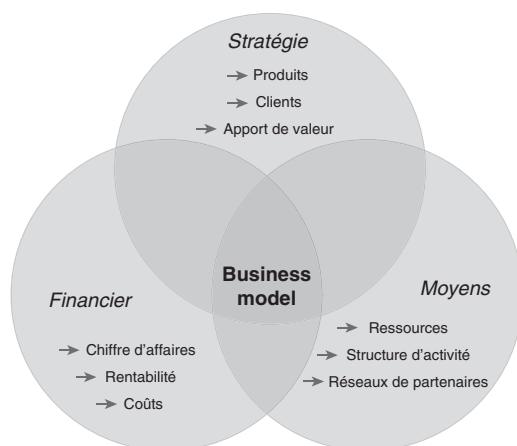 Stratégie
→ Produits
→ Clients
→ Apport de valeur
Business
model
Financier
→ Chiffre d’affaires
→ Rentabilité
→ Coûts
Moyens
→ Ressources
→ Structure d’activité
→ Réseaux de partenaires